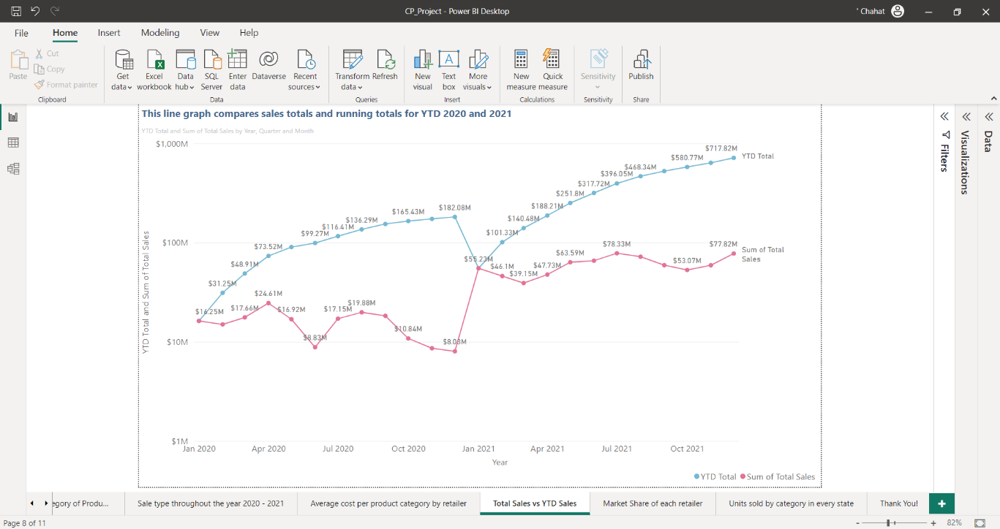 CP_Project - Power BI Desktop
' Chahat
File Home Insert Modeling View Help
Paste
Cut
Copy
Format painter
Clipboard
Get data
Excel workbook
Data hub
SQL Server
Enter data
Dataverse
Recent sources
Data
Transform data
Refresh
Queries
New visual
Text box
More visuals
Insert
New measure
Quick measure
Calculations
Sensitivity
Sensitivity
Publish
Share
This line graph compares sales totals and running totals for YTD 2020 and 2021
YTD Total and Sum of Total Sales by Year, Quarter and Month
YTD Total and Sum of Total Sales
$1,000M
$100M
$10M
$1M
$16.25M
$31.25M
$48.91M
$73.52M
$99.27M
$116.41M
$136.29M
$165.43M
$182.08M
$55.23M
$101.33M
$140.48M
$188.21M
$251.8M
$317.72M
$396.05M
$468.34M
$580.77M
$717.82M
YTD Total
$17.66M
$24.61M
$16.92M
$8.83M
$17.15M
$19.88M
$10.84M
$8.03M
$46.1M
$39.15M
$47.73M
$63.59M
$78.33M
$53.07M
$77.82M
Sum of Total
Sales
Jan 2020 Apr 2020 Jul 2020 Oct 2020 Jan 2021 Apr 2021 Jul 2021 Oct 2021
Year
YTD Total Sum of Total Sales
Filters
Visualizations
Data
egory of Produ... Sale type throughout the year 2020 - 2021 Average cost per product category by retailer Total Sales vs YTD Sales Market Share of each retailer Units sold by category in every state Thank You! +
Page 8 of 11
- + 82%